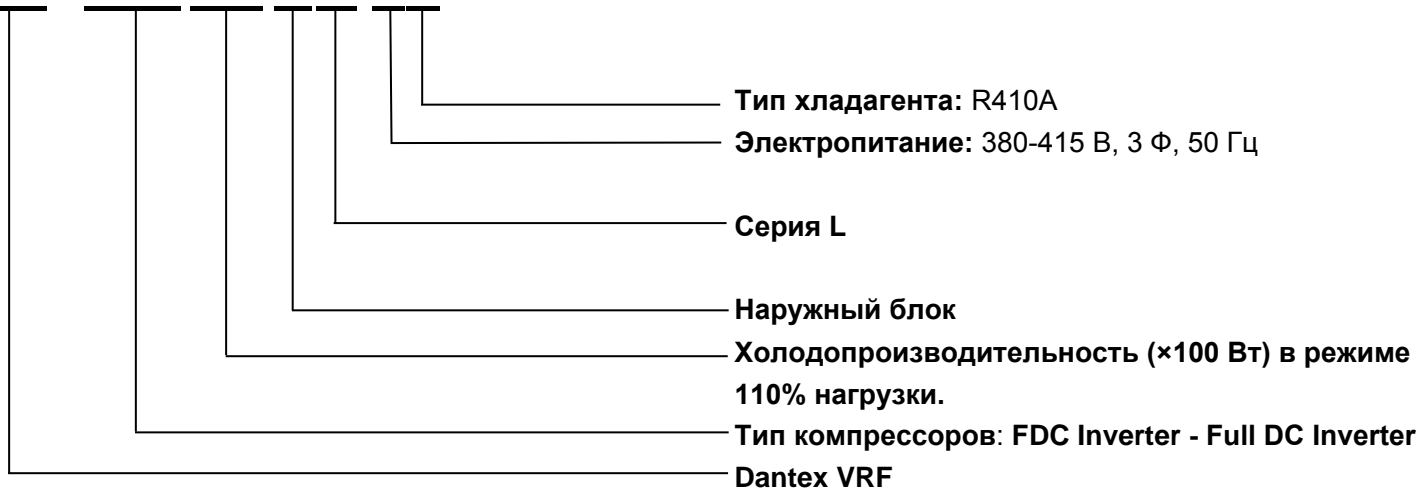 Тип хладагента: R410A
Электропитание: 380-415 В, 3 Ф, 50 Гц
Серия L
Наружный блок
Холодопроизводительность (×100 Вт) в режиме
110% нагрузки.
Тип компрессоров: FDC Inverter - Full DC Inverter
Dantex VRF